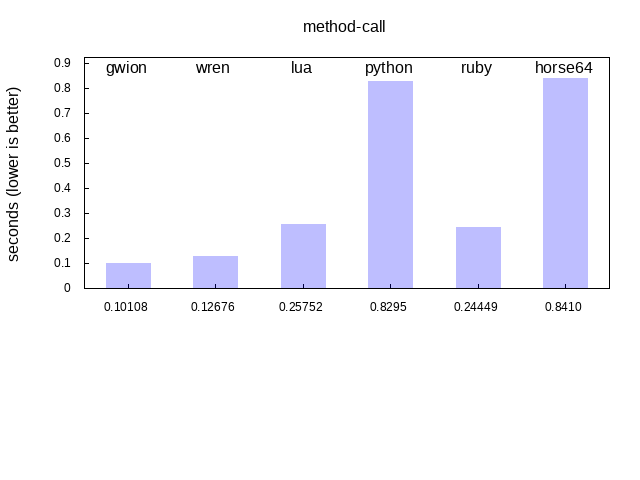 method-call
seconds (lower is better)
0.9
0.8
0.7
0.6
0.5
0.4
0.3
0.2
0.1
0
gwion wren lua python ruby horse64
0.10108 0.12676 0.25752 0.8295 0.24449 0.8410